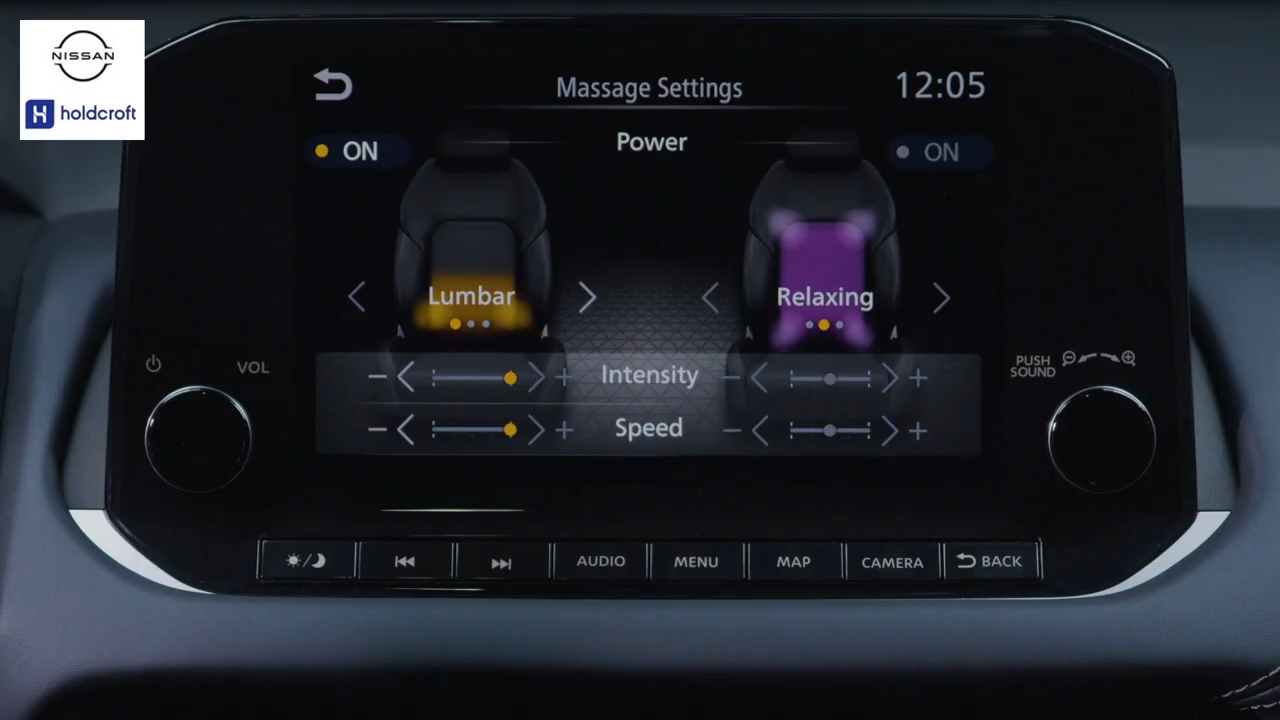 NISSAN
holdcroft
Massage Settings
12:05
ON
Power
ON
Lumbar
Relaxing
Intensity
Speed
VOL
PUSH
SOUND
AUDIO
MENU
MAP
CAMERA
BACK